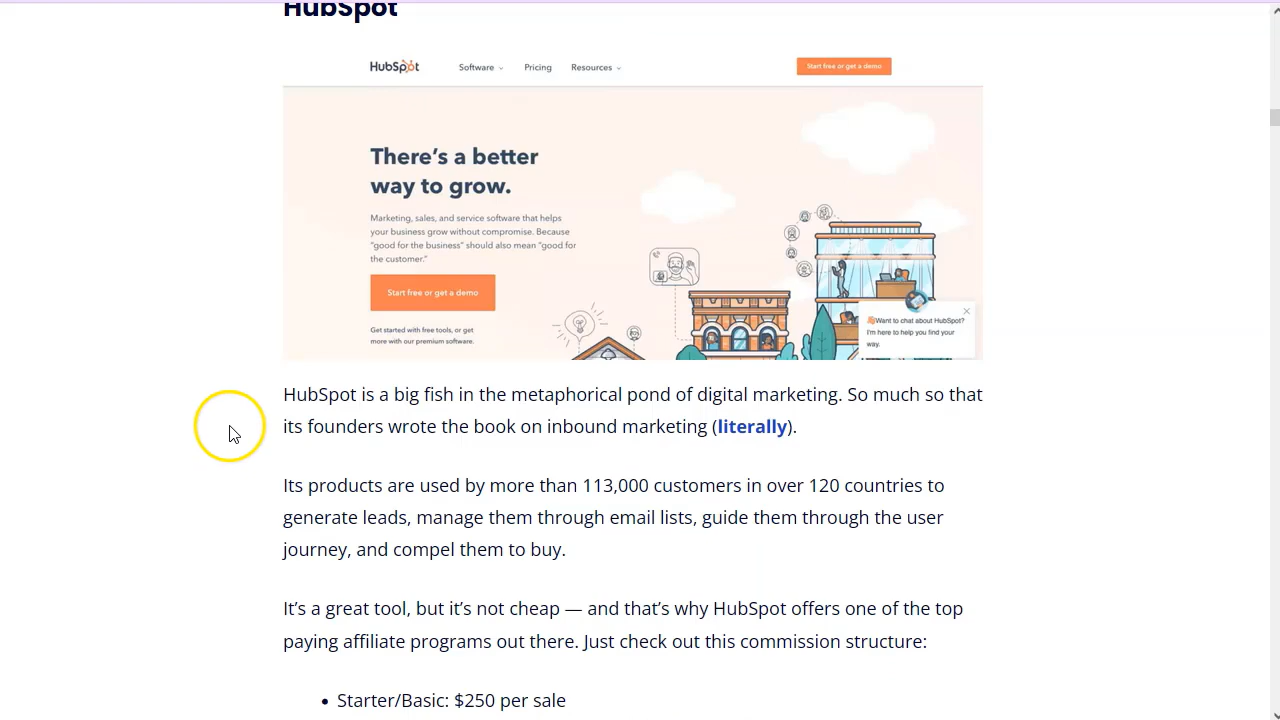 HubSpot
HubSpot
Software
Pricing
Resources
Start free or get a demo
There's a better
way to grow.
Marketing, sales, and service software that helps
your business grow without compromise. Because
"good for the business" should also mean "good for
the customer."
Start free or get a demo
Get started with free tools, or get
more with our premium software.
Want to chat about HubSpot?
I'm here to help you find your
way.
HubSpot is a big fish in the metaphorical pond of digital marketing. So much so that
its founders wrote the book on inbound marketing (literally).
Its products are used by more than 113,000 customers in over 120 countries to
generate leads, manage them through email lists, guide them through the user
journey, and compel them to buy.
It’s a great tool, but it’s not cheap — and that’s why HubSpot offers one of the top
paying affiliate programs out there. Just check out this commission structure:
• Starter/Basic: $250 per sale